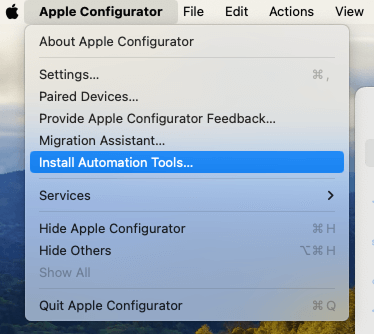 Apple Configurator File Edit Actions View
About Apple Configurator
Settings... ⌘ ,
Paired Devices...
Provide Apple Configurator Feedback...
Migration Assistant...
Install Automation Tools...
Services
Hide Apple Configurator ⌘ H
Hide Others ⌥⌘ H
Show All
Quit Apple Configurator ⌘ Q